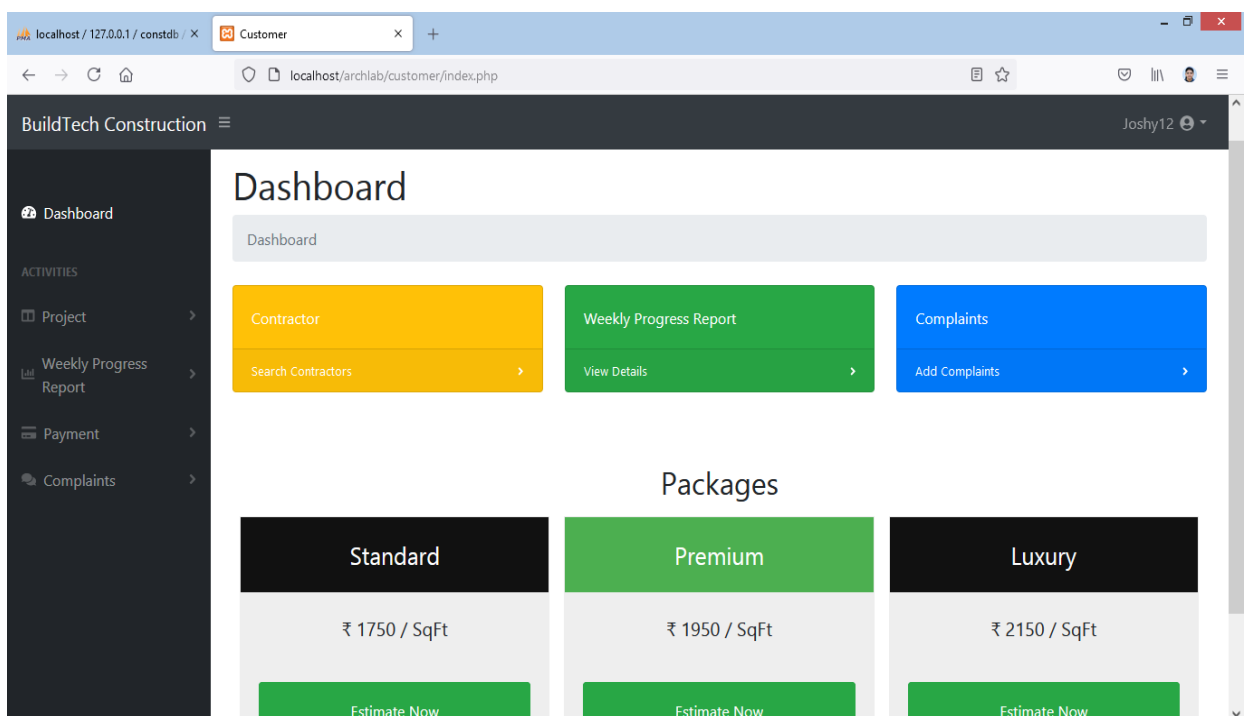 localhost / 127.0.0.1 / constdb /
Customer
localhost/archlab/customer/index.php
BuildTech Construction
Joshy12
Dashboard
ACTIVITIES
Project
Weekly Progress
Report
Payment
Complaints
Dashboard
Dashboard
Contractor
Search Contractors
Weekly Progress Report
View Details
Complaints
Add Complaints
Packages
Standard
₹ 1750 / SqFt
Estimate Now
Premium
₹ 1950 / SqFt
Estimate Now
Luxury
₹ 2150 / SqFt
Estimate Now